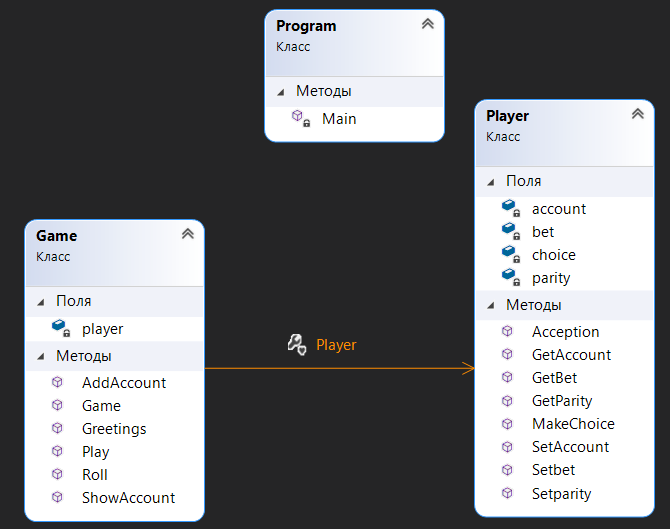 Program
Класс
Методы
Main
Player
Класс
Поля
account
bet
choice
parity
Методы
Acception
GetAccount
GetBet
GetParity
MakeChoice
SetAccount
Setbet
Setparity
Game
Класс
Поля
player
Методы
AddAccount
Game
Greetings
Play
Roll
ShowAccount
Player